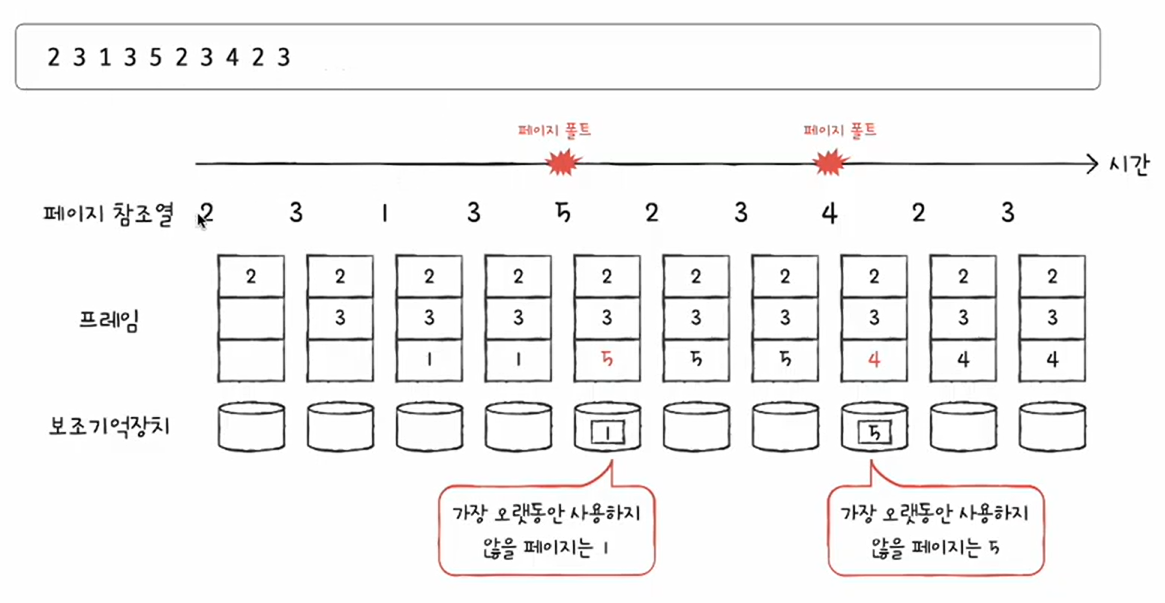 2 3 1 3 5 2 3 4 2 3
페이지 폴트 페이지 폴트
시간
페이지 참조열 2 3 1 3 5 2 3 4 2 3
2 2 2 2 2 2 2 2 2 2
프레임 3 3 3 3 3 3 3 3 3
1 1 5 5 5 4 4 4
보조기억장치 1 5
가장 오랫동안 사용하지 가장 오랫동안 사용하지
않을 페이지는 1 않을 페이지는 5